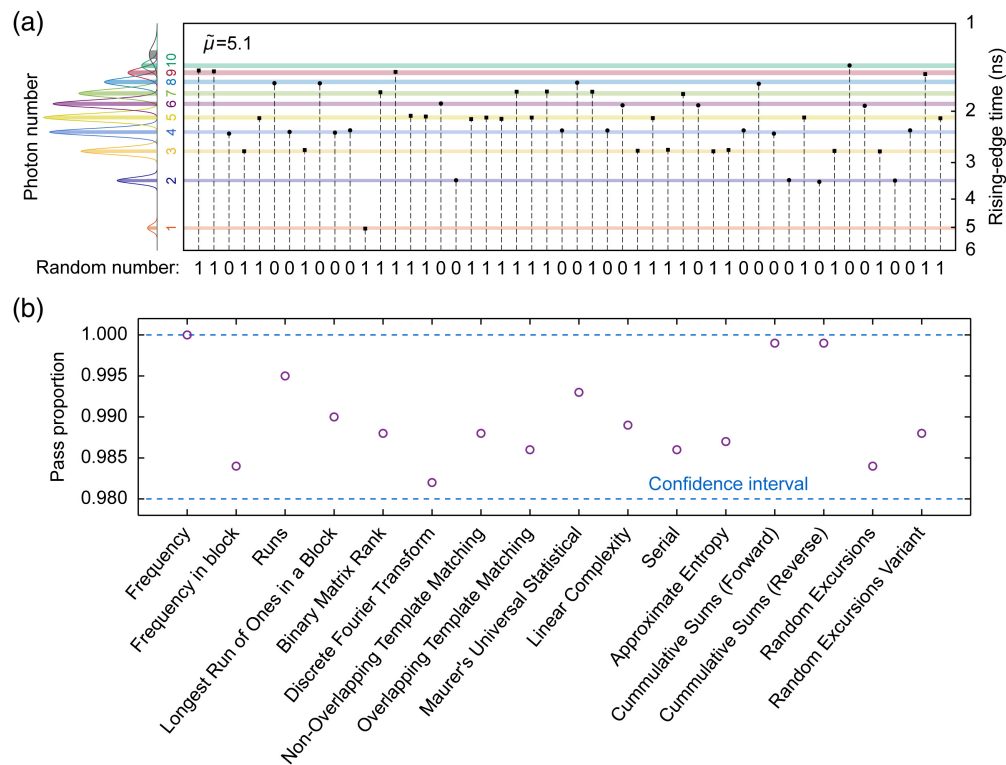 (a)
μ̃=5.1
Photon number
1 2 3 4 5 6 7 8 9 10
1
2
3
4
5
6
Rising-edge time (ns)
Random number: 1 1 0 1 1 0 0 1 0 0 0 1 1 1 1 1 0 0 1 1 1 1 1 1 0 0 1 0 0 1 1 1 1 0 1 1 0 0 0 0 1 0 1 0 0 1 0 0 1 1
(b)
Pass proportion
1.000
0.995
0.990
0.985
0.980
Confidence interval
Frequency
Frequency in block
Runs
Longest Run of Ones in a Block
Binary Matrix Rank
Discrete Fourier Transform
Non-Overlapping Template Matching
Overlapping Template Matching
Maurer's Universal Statistical
Linear Complexity
Serial
Approximate Entropy
Cummulative Sums (Forward)
Cummulative Sums (Reverse)
Random Excursions
Random Excursions Variant